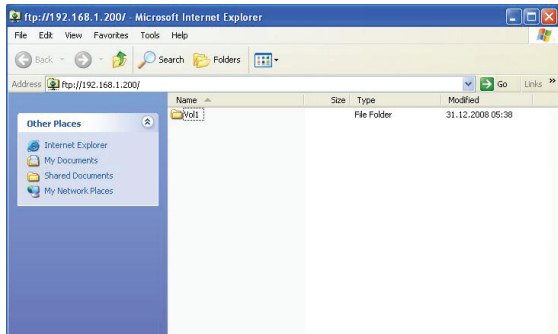 ftp://192.168.1.200/ - Microsoft Internet Explorer
File Edit View Favorites Tools Help
Back Search Folders
Address ftp://192.168.1.200/ Go Links »
Name Size Type Modified
Vol1 File Folder 31.12.2008 05:38
Other Places
Internet Explorer
My Documents
Shared Documents
My Network Places